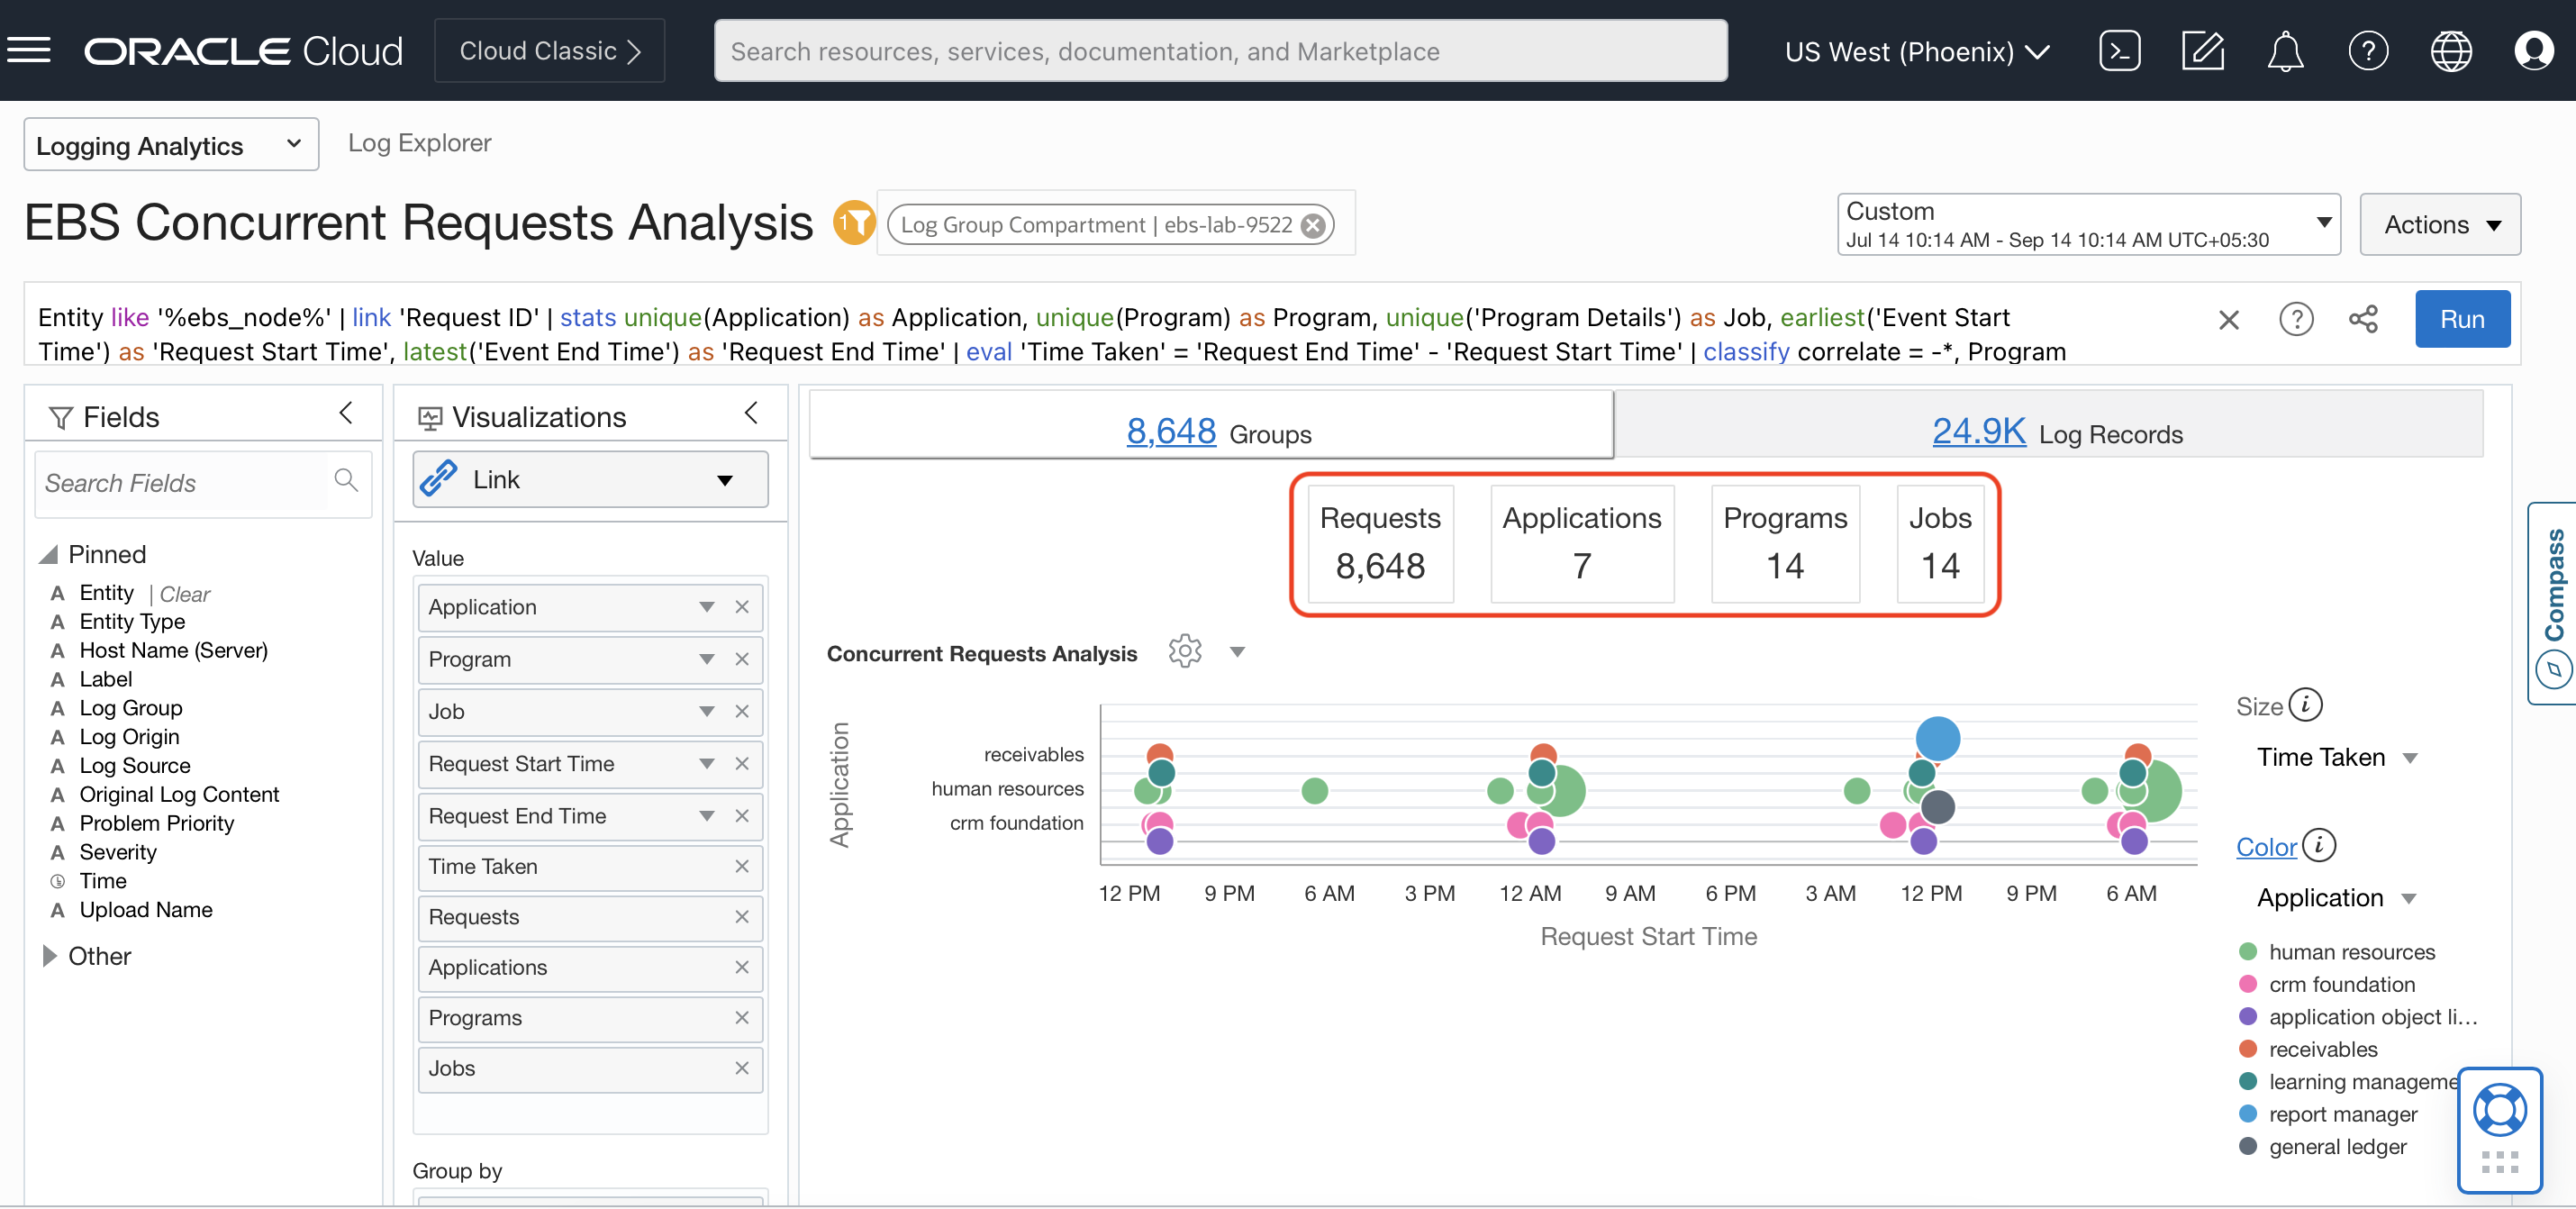 ORACLE Cloud
Cloud Classic
Search resources, services, documentation, and Marketplace
US West (Phoenix)
Logging Analytics
Log Explorer
EBS Concurrent Requests Analysis
1
Log Group Compartment | ebs-lab-9522
Custom
Jul 14 10:14 AM - Sep 14 10:14 AM UTC+05:30
Actions
Entity like '%ebs_node%' | link 'Request ID' | stats unique(Application) as Application, unique(Program) as Program, unique('Program Details') as Job, earliest('Event Start
Time') as 'Request Start Time', latest('Event End Time') as 'Request End Time' | eval 'Time Taken' = 'Request End Time' - 'Request Start Time' | classify correlate = -*, Program
Run
Fields
Search Fields
Pinned
A Entity | Clear
A Entity Type
A Host Name (Server)
A Label
A Log Group
A Log Origin
A Log Source
A Original Log Content
A Problem Priority
A Severity
Time
A Upload Name
Other
Visualizations
Link
Value
Application
Program
Job
Request Start Time
Request End Time
Time Taken
Requests
Applications
Programs
Jobs
Group by
8,648 Groups
24.9K Log Records
Requests
8,648
Applications
7
Programs
14
Jobs
14
Concurrent Requests Analysis
Application
receivables
human resources
crm foundation
12 PM 9 PM 6 AM 3 PM 12 AM 9 AM 6 PM 3 AM 12 PM 9 PM 6 AM
Request Start Time
Size
Time Taken
Color
Application
human resources
crm foundation
application object li...
receivables
learning manageme
report manager
general ledger
Compass